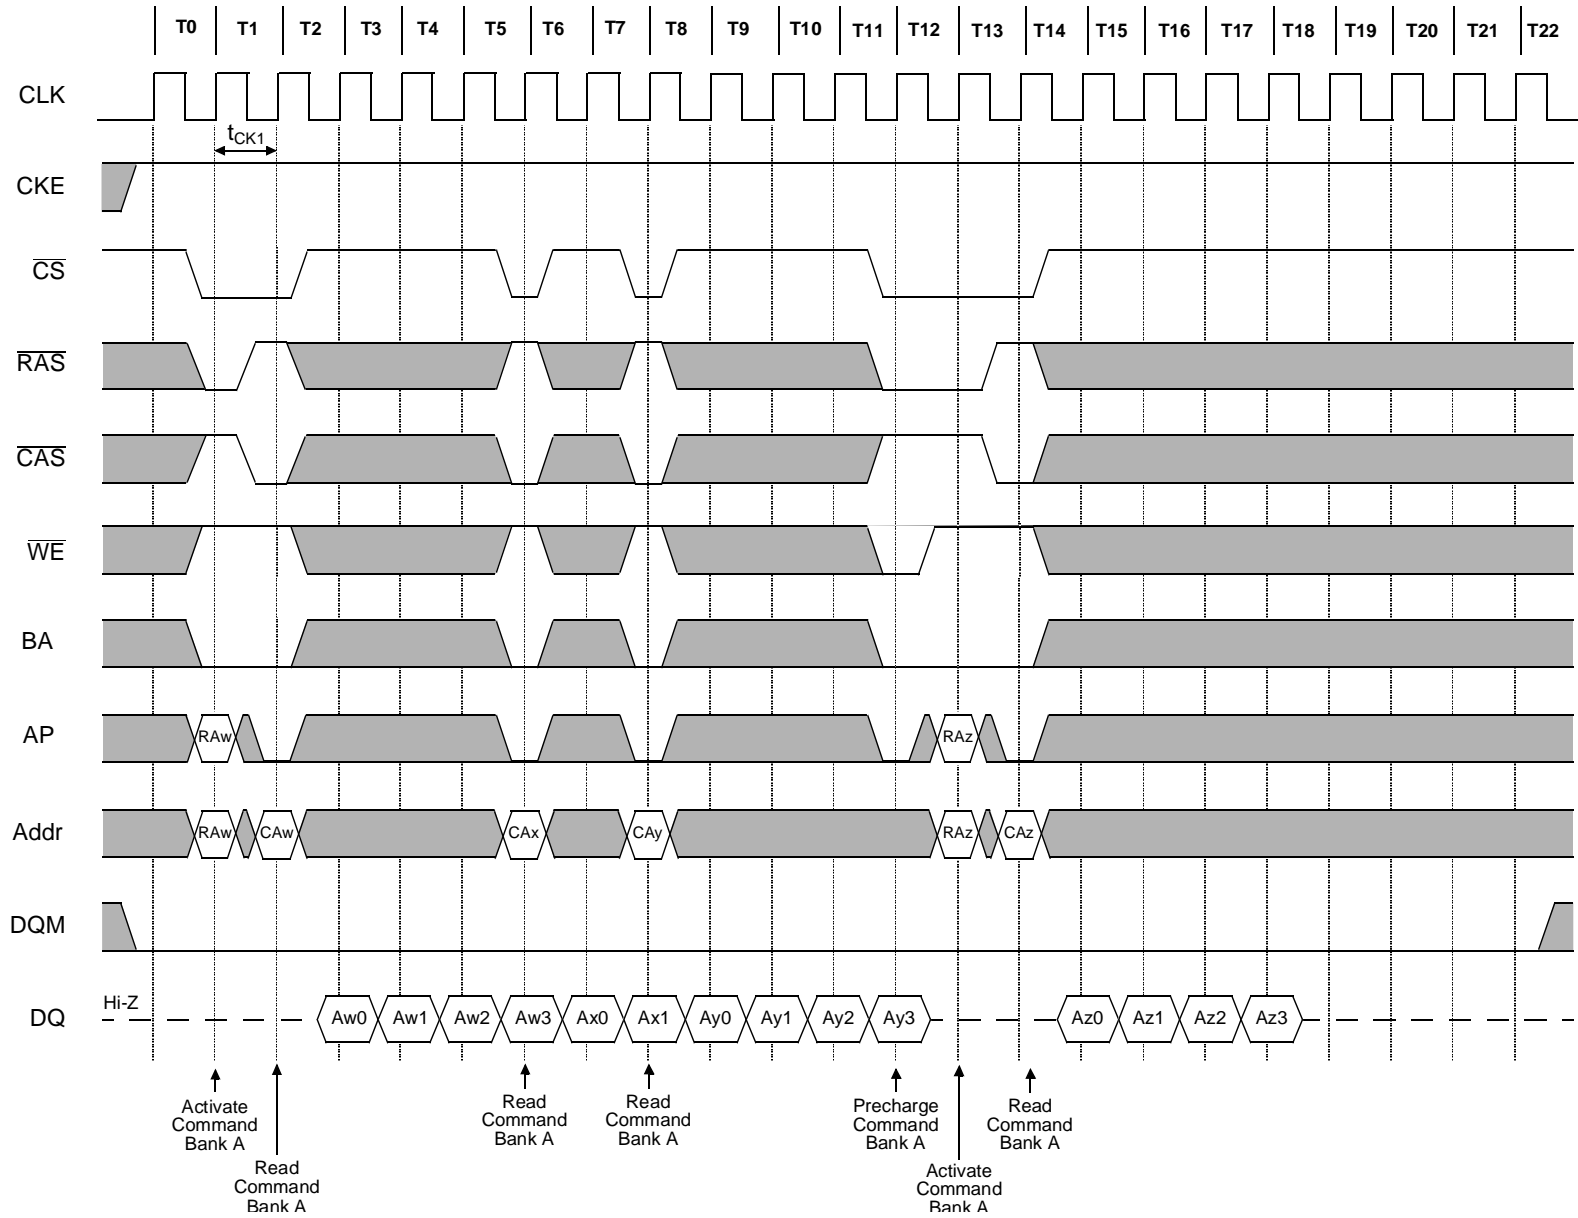 T0 T1 T2 T3 T4 T5 T6 T7 T8 T9 T10 T11 T12 T13 T14 T15 T16 T17 T18 T19 T20 T21 T22
CLK
tCK1
CKE
CS
RAS
CAS
WE
BA
AP RAw RAz
Addr RAw CAw CAx CAy RAz CAz
DQM
Hi-Z
DQ Aw0 Aw1 Aw2 Aw3 Ax0 Ax1 Ay0 Ay1 Ay2 Ay3 Az0 Az1 Az2 Az3
Activate
Command
Bank A
Read
Command
Bank A
Read
Command
Bank A
Read
Command
Bank A
Precharge
Command
Bank A
Activate
Command
Bank A
Read
Command
Bank A